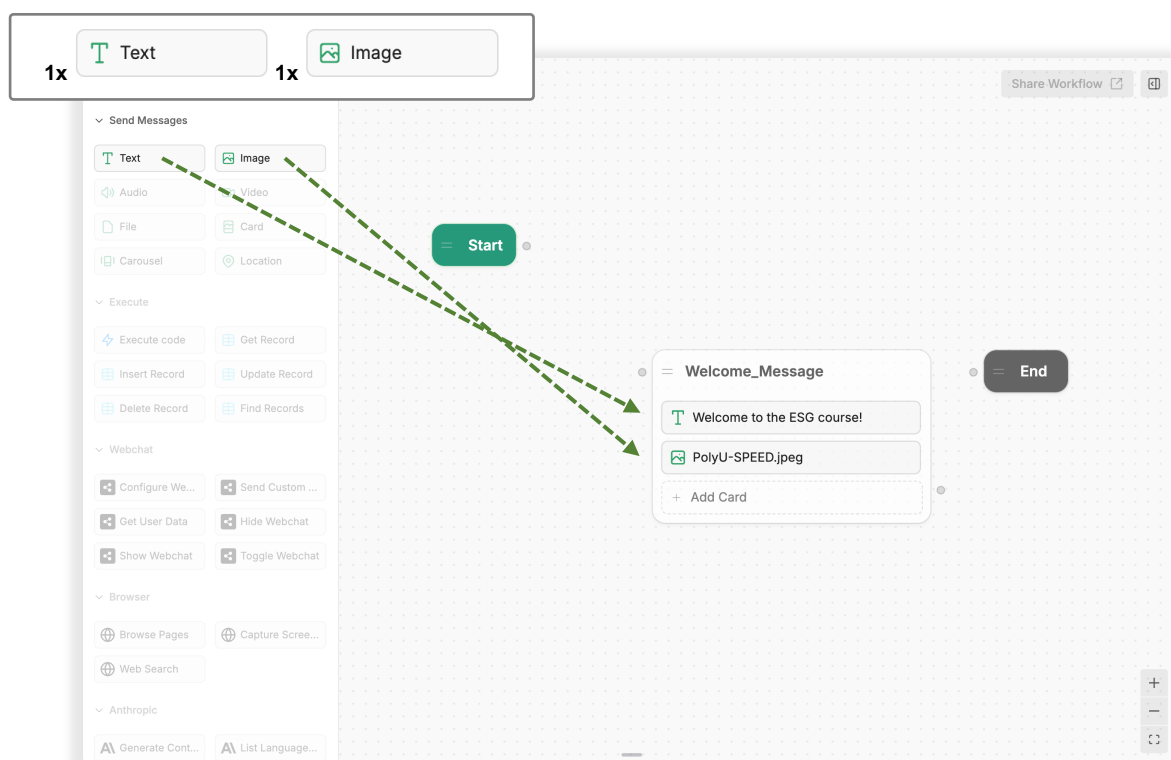 1x Text 1x Image
Share Workflow
Send Messages
Text Image
Audio Video
File Card
Carousel Location
Start
Execute
Execute code Get Record
Insert Record Update Record
Delete Record Find Records
Welcome_Message
End
Welcome to the ESG course!
PolyU-SPEED.jpeg
+ Add Card
Webchat
Configure We... Send Custom ...
Get User Data Hide Webchat
Show Webchat Toggle Webchat
Browser
Browse Pages Capture Scree...
Web Search
Anthropic
Generate Cont... List Language...